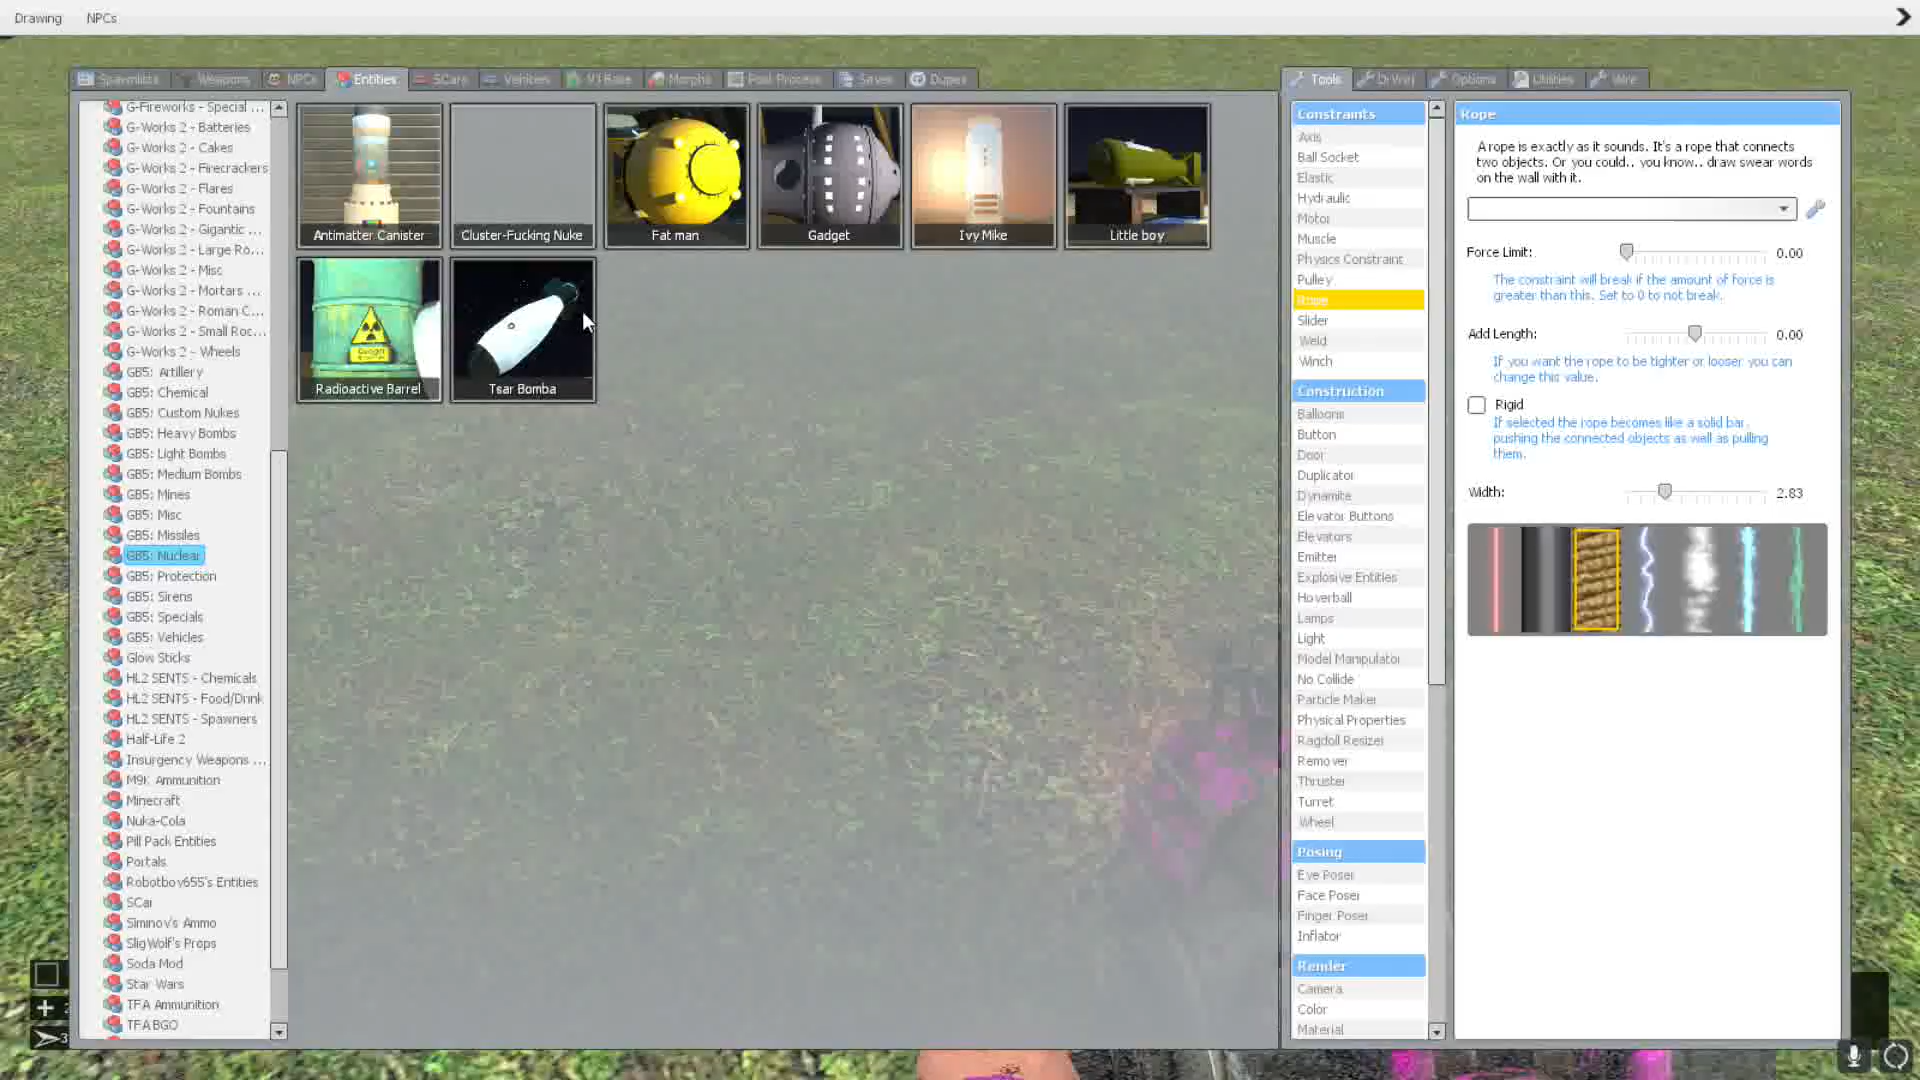 Drawing NPCs
Spawnlists Weapons NPCs Entities SCars Vehicles VJ Base Morphs Post Process Saves Dupes
G-Fireworks - Special ...
G-Works 2 - Batteries
G-Works 2 - Cakes
G-Works 2 - Firecrackers
G-Works 2 - Flares
G-Works 2 - Fountains
G-Works 2 - Gigantic ...
G-Works 2 - Large Ro...
G-Works 2 - Misc
G-Works 2 - Mortars ...
G-Works 2 - Roman C...
G-Works 2 - Small Roc...
G-Works 2 - Wheels
GB5: Artillery
GB5: Chemical
GB5: Custom Nukes
GB5: Heavy Bombs
GB5: Light Bombs
GB5: Medium Bombs
GB5: Mines
GB5: Misc
GB5: Missiles
GB5: Nuclear
GB5: Protection
GB5: Sirens
GB5: Specials
GB5: Vehicles
Glow Sticks
HL2 SENTS - Chemicals
HL2 SENTS - Food/Drink
HL2 SENTS - Spawners
Half-Life 2
Insurgency Weapons ...
M9K Ammunition
Minecraft
Nuka-Cola
Pill Pack Entities
Portals
Robotboy655's Entities
SCar
Siminov's Ammo
SligWolf's Props
Soda Mod
Star Wars
TFA Ammunition
TFA BGO
Antimatter Canister
Cluster-Fucking Nuke
Fat man
Gadget
Ivy Mike
Little boy
Radioactive Barrel
Tsar Bomba
Tools DrVrej Options Utilities Wire
Constraints
Axis
Ball Socket
Elastic
Hydraulic
Motor
Muscle
Physics Constraint
Pulley
Rope
Slider
Weld
Winch
Construction
Balloons
Button
Door
Duplicator
Dynamite
Elevator Buttons
Elevators
Emitter
Explosive Entities
Hoverball
Lamps
Light
Model Manipulator
No Collide
Particle Maker
Physical Properties
Ragdoll Resizer
Remover
Thruster
Turret
Wheel
Posing
Eye Poser
Face Poser
Finger Poser
Inflator
Render
Camera
Color
Material
Rope
A rope is exactly as it sounds. It's a rope that connects
two objects. Or you could.. you know.. draw swear words
on the wall with it.
Force Limit: 0.00
The constraint will break if the amount of force is
greater than this. Set to 0 to not break.
Add Length: 0.00
If you want the rope to be tighter or looser you can
change this value.
Rigid
If selected the rope becomes like a solid bar,
pushing the connected objects as well as pulling
them.
Width: 2.83